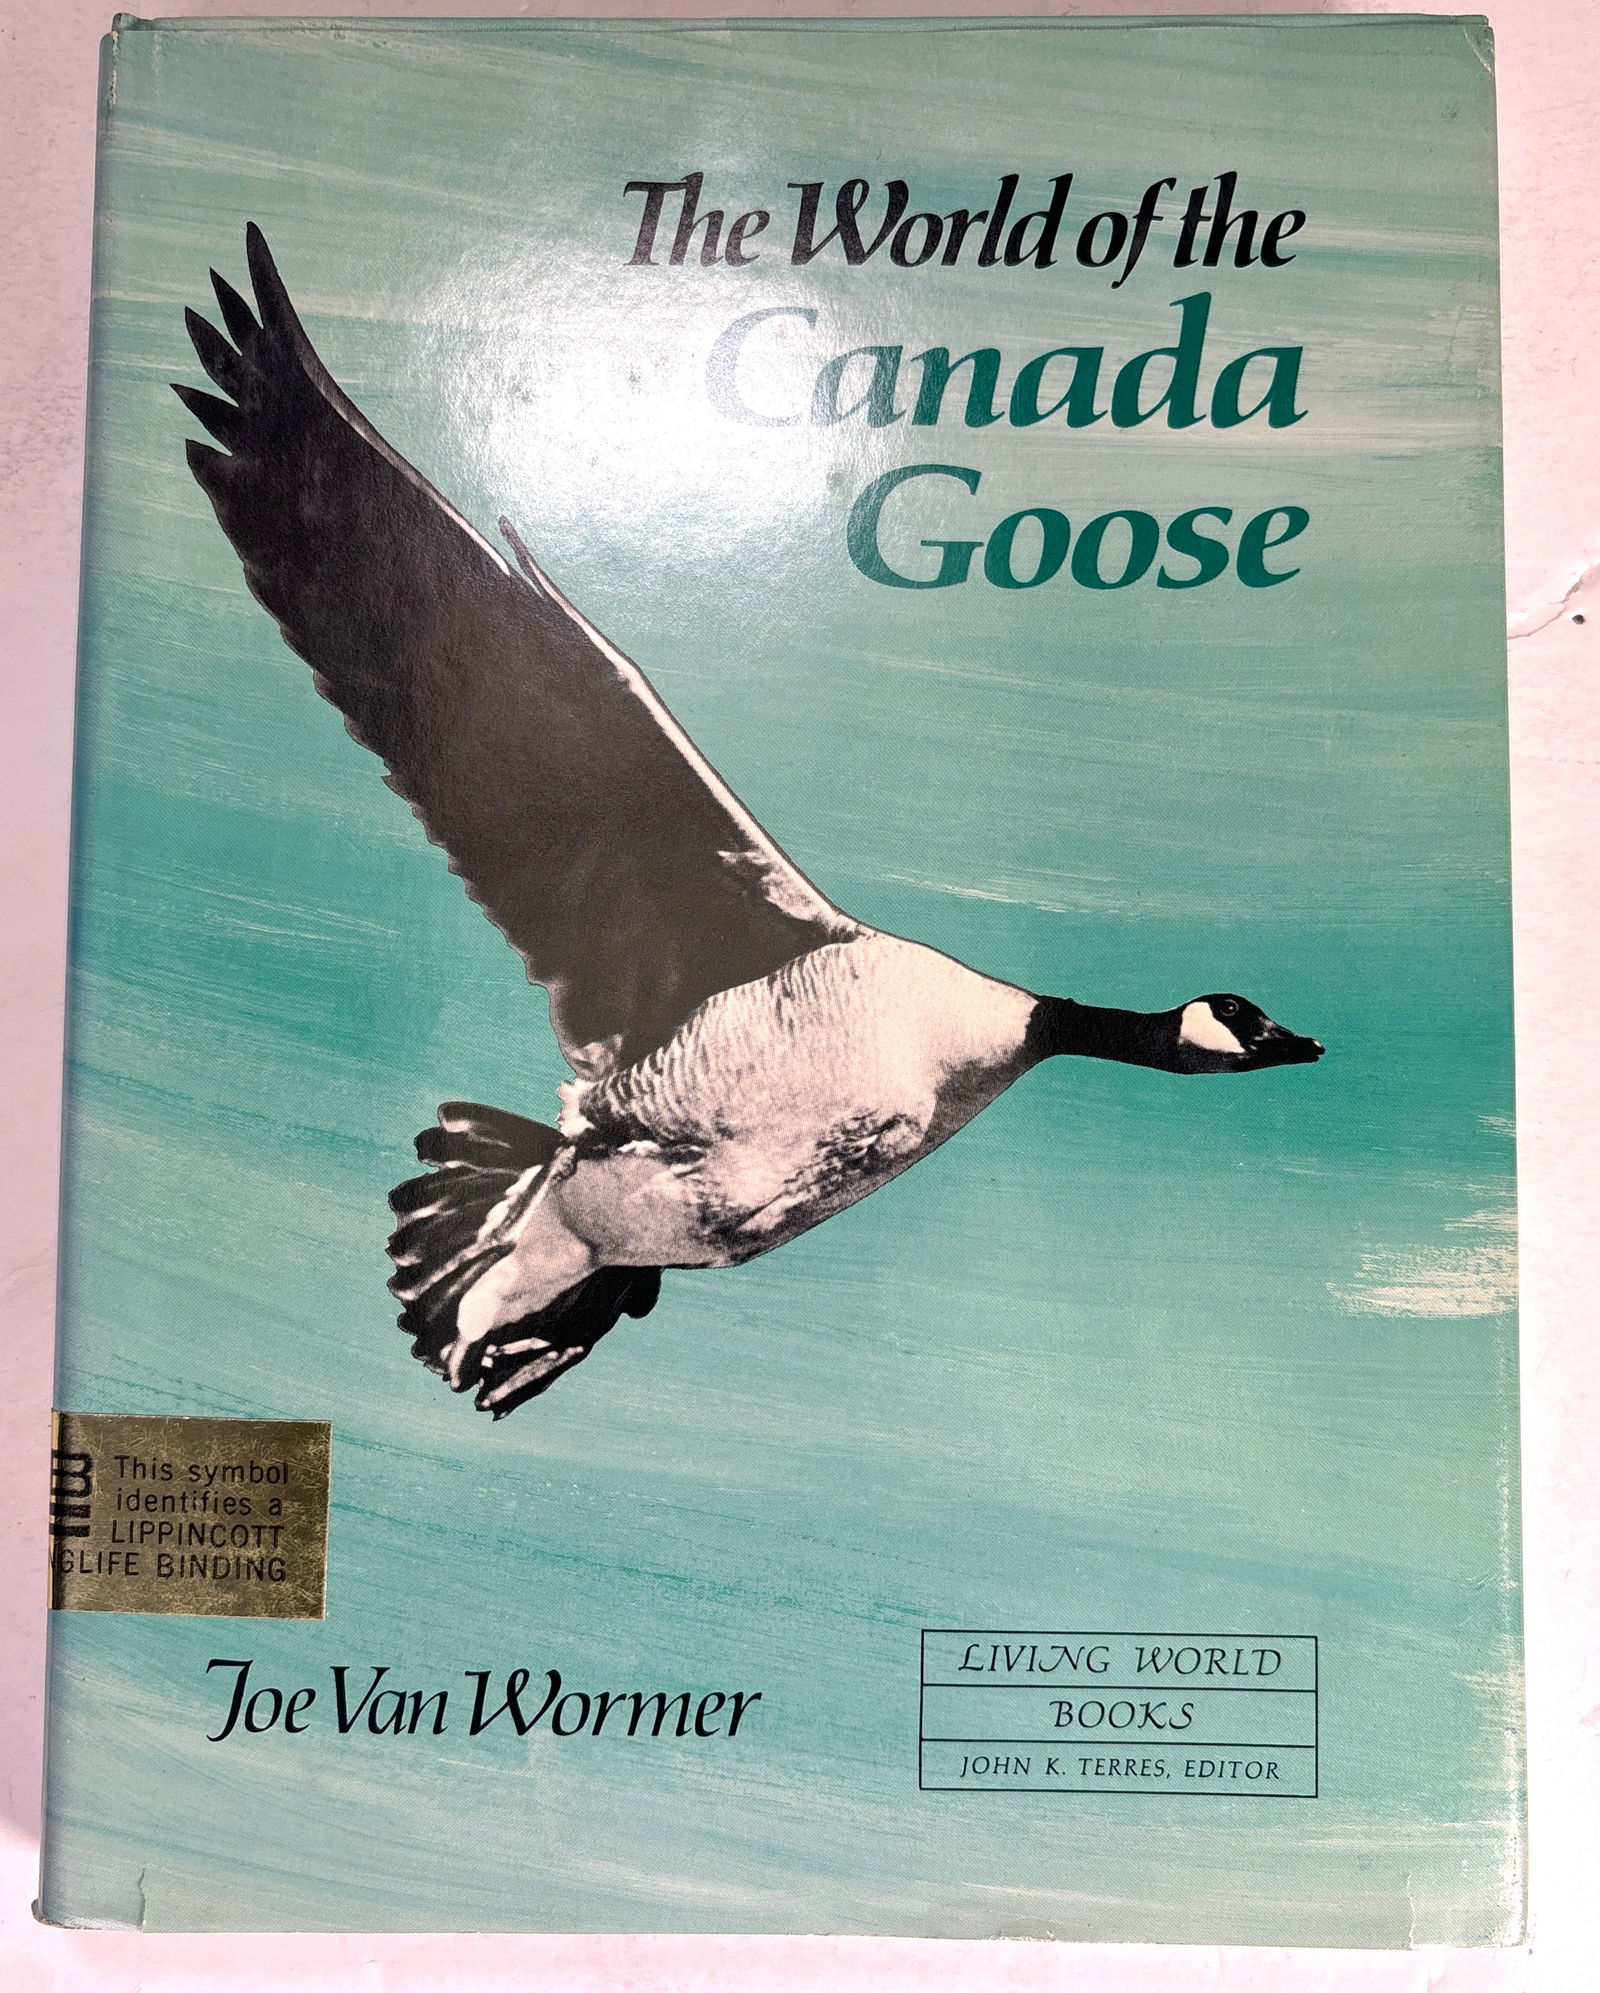 The World of the
Canada
Goose
This symbol
identifies a
LIPPINCOTT
GLIFE BINDING
Joe Van Wormer
LIVING WORLD
BOOKS
JOHN K. TERRES, EDITOR